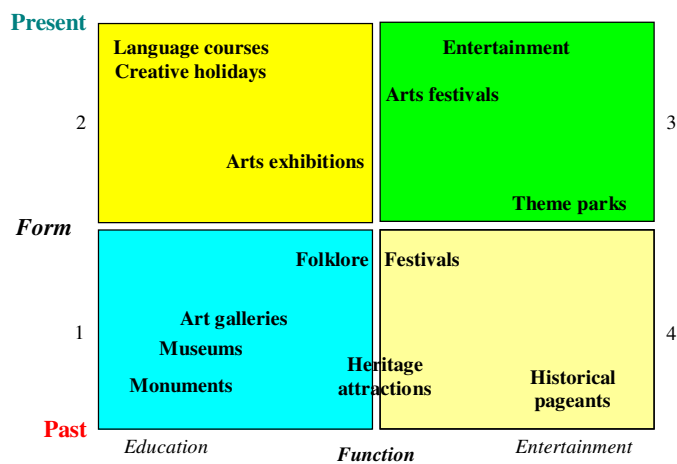 Present
Language courses
Creative holidays
Entertainment
Arts festivals
2
3
Arts exhibitions
Theme parks
Form
Folklore
Festivals
Art galleries
1
4
Museums
Monuments
Heritage
attractions
Historical
pageants
Past
Education
Function
Entertainment